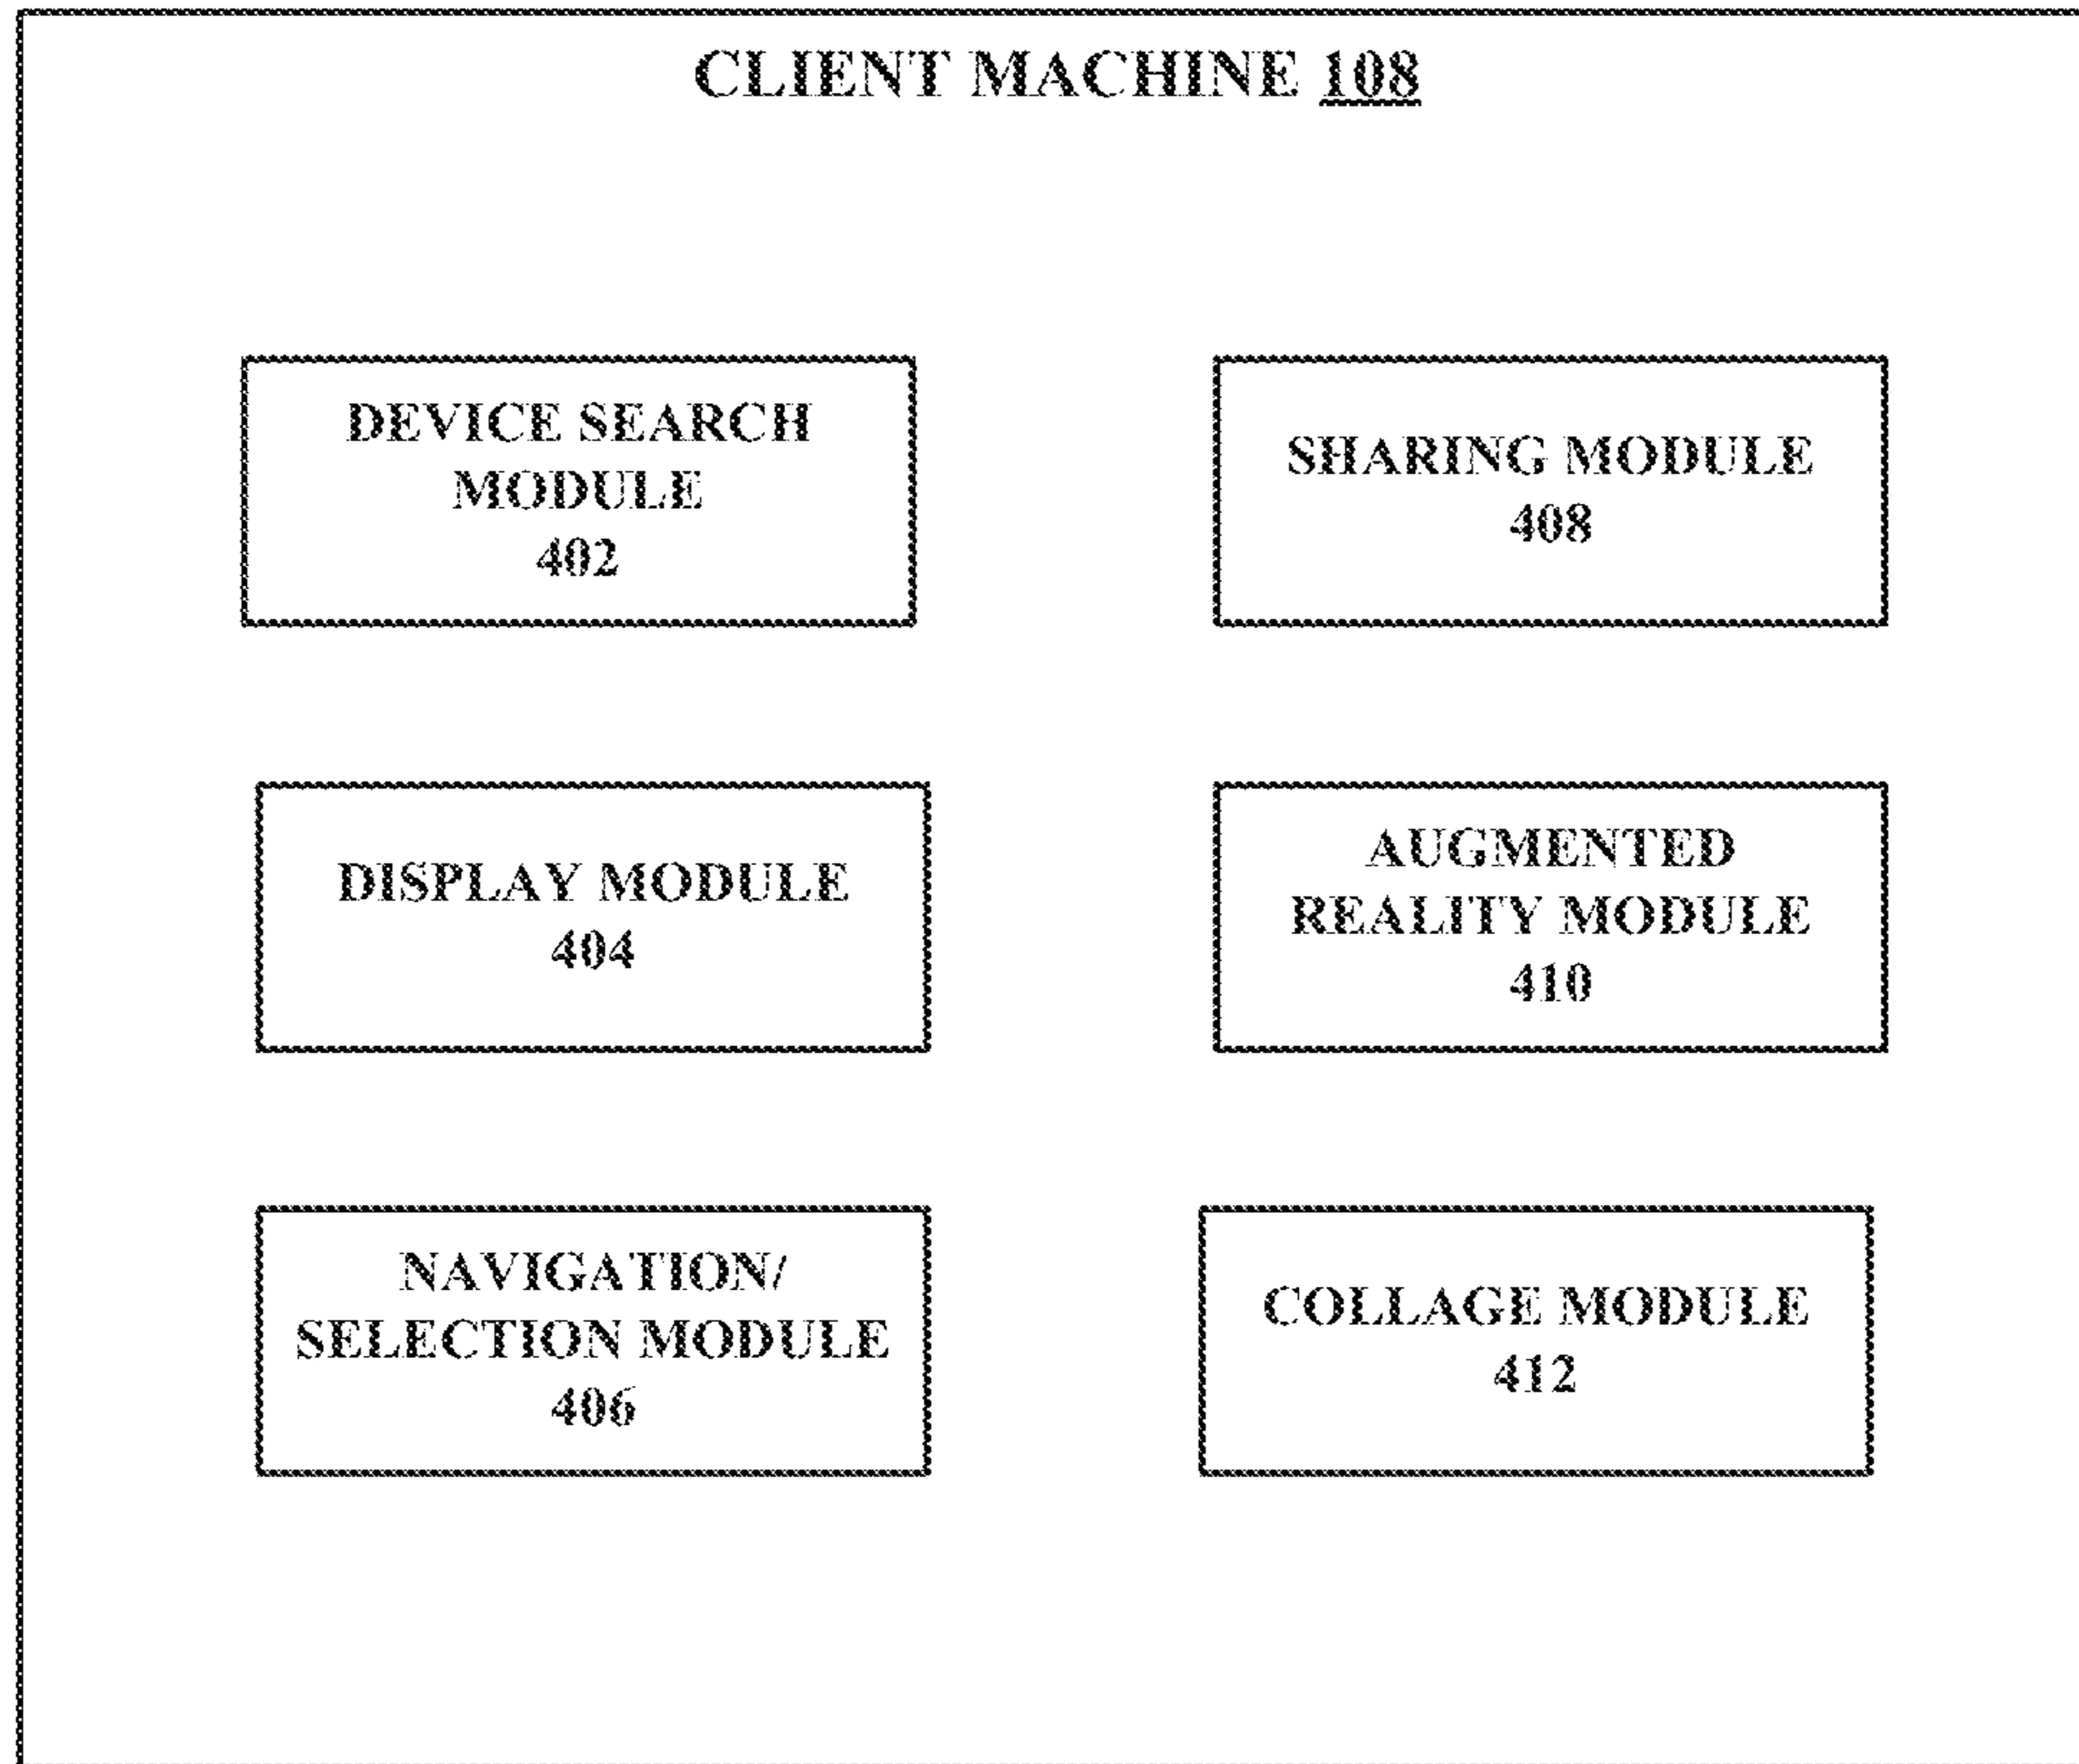 CLIENT MACHINE 108
DEVICE SEARCH
MODULE
402
SHARING MODULE
408
DISPLAY MODULE
404
AUGMENTED
REALITY MODULE
410
NAVIGATION/
SELECTION MODULE
406
COLLAGE MODULE
412